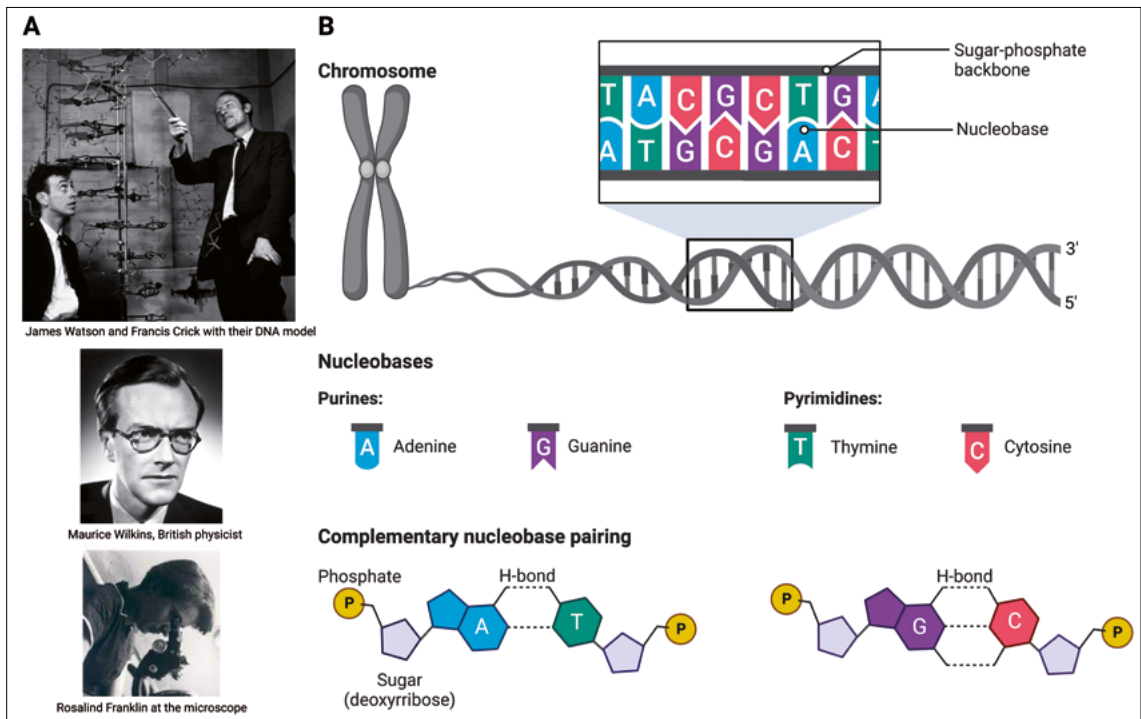 A
James Watson and Francis Crick with their DNA model
Maurice Wilkins, British physicist
Rosalind Franklin at the microscope
B
Chromosome
Sugar-phosphate
backbone
T A C G C T G A
Nucleobase
A T G C G A C T
3'
5'
Nucleobases
Purines:
A Adenine
G Guanine
Pyrimidines:
T Thymine
C Cytosine
Complementary nucleobase pairing
Phosphate
H-bond
P
A
T
P
Sugar
(deoxyrribose)
H-bond
P
G
C
P